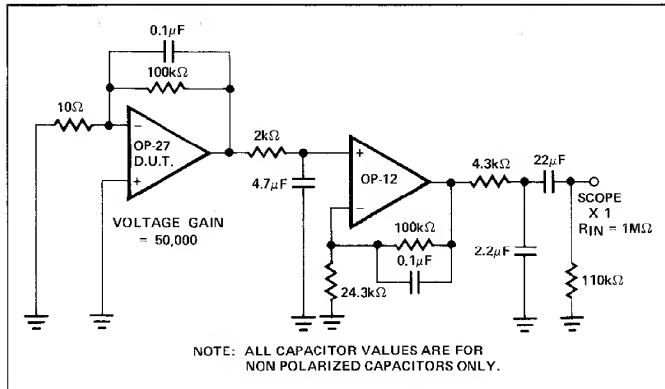 0.1µF
100kΩ
10Ω
−
OP-27
D.U.T.
+
VOLTAGE GAIN
= 50,000
2kΩ
4.7µF
+
OP-12
−
100kΩ
0.1µF
24.3kΩ
4.3kΩ
22µF
2.2µF
SCOPE
X 1
RIN = 1MΩ
110kΩ
NOTE: ALL CAPACITOR VALUES ARE FOR
NON POLARIZED CAPACITORS ONLY.